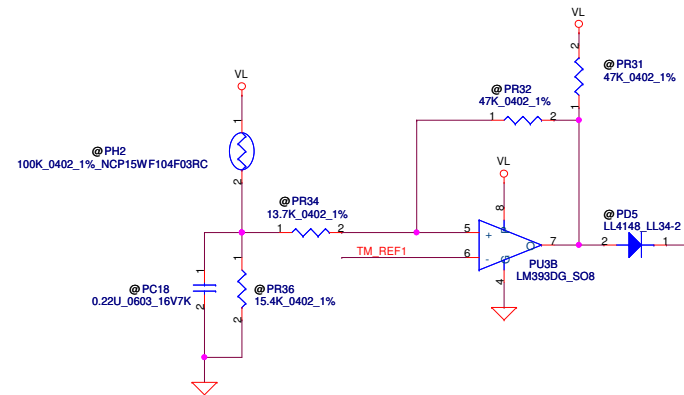 VL
2
@PR31
47K_0402_1%
1
@PR32
47K_0402_1%
1
2
VL
1
@PH2
100K_0402_1%_NCP15WF104F03RC
2
VL
@PR34
13.7K_0402_1%
1
2
8
5
+
P
O
7
6
-
G
TM_REF1
4
PU3B
LM393DG_SO8
@PD5
LL4148_LL34-2
2
1
1
@PC18
0.22U_0603_16V7K
2
1
@PR36
15.4K_0402_1%
2